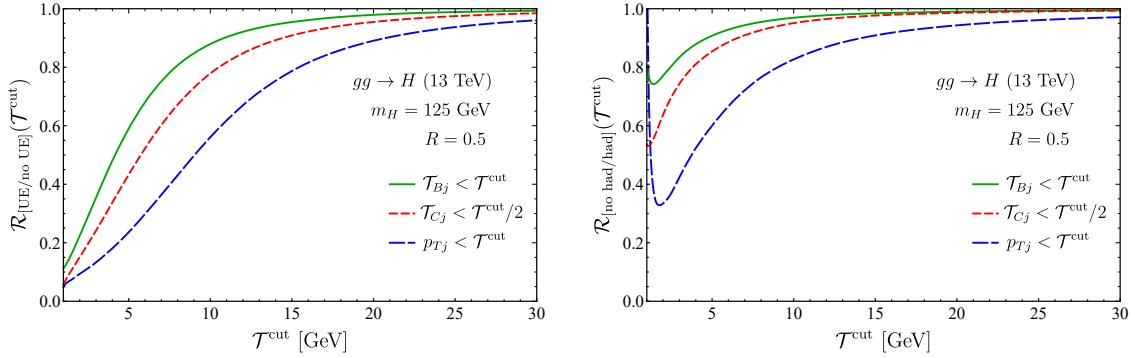 1.0
0.8
0.6
0.4
0.2
0.0
5 10 15 20 25 30
𝒯^cut [GeV]
ℛ_[UE/no UE](𝒯^cut)
gg → H (13 TeV)
m_H = 125 GeV
R = 0.5
𝒯_Bj < 𝒯^cut
𝒯_Cj < 𝒯^cut/2
p_Tj < 𝒯^cut
1.0
0.8
0.6
0.4
0.2
0.0
5 10 15 20 25 30
𝒯^cut [GeV]
ℛ_[no had/had](𝒯^cut)
gg → H (13 TeV)
m_H = 125 GeV
R = 0.5
𝒯_Bj < 𝒯^cut
𝒯_Cj < 𝒯^cut/2
p_Tj < 𝒯^cut